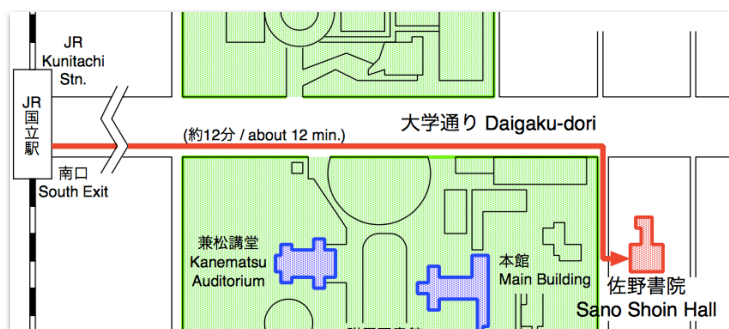 JR
Kunitachi
Stn.
JR
国
立
駅
南口
South Exit
(約12分 / about 12 min.)
大学通り Daigaku-dori
兼松講堂
Kanematsu
Auditorium
本館
Main Building
佐野書院
Sano Shoin Hall